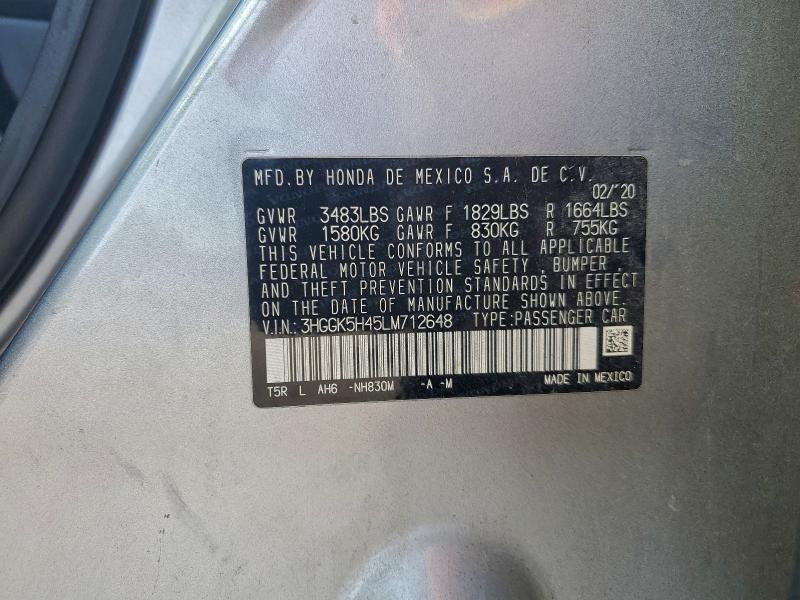 MFD.BY HONDA DE MEXICO S.A. DE C.V.
02/'20
GVWR 3483LBS GAWR F 1829LBS R 1664LBS
GVWR 1580KG GAWR F 830KG R 755KG
THIS VEHICLE CONFORMS TO ALL APPLICABLE
FEDERAL MOTOR VEHICLE SAFETY , BUMPER ,
AND THEFT PREVENTION STANDARDS IN EFFECT
ON THE DATE OF MANUFACTURE SHOWN ABOVE.
V.I.N.: 3HGGK5H45LM712648 TYPE:PASSENGER CAR
T5R L AH6 -NH830M -A -M MADE IN MEXICO